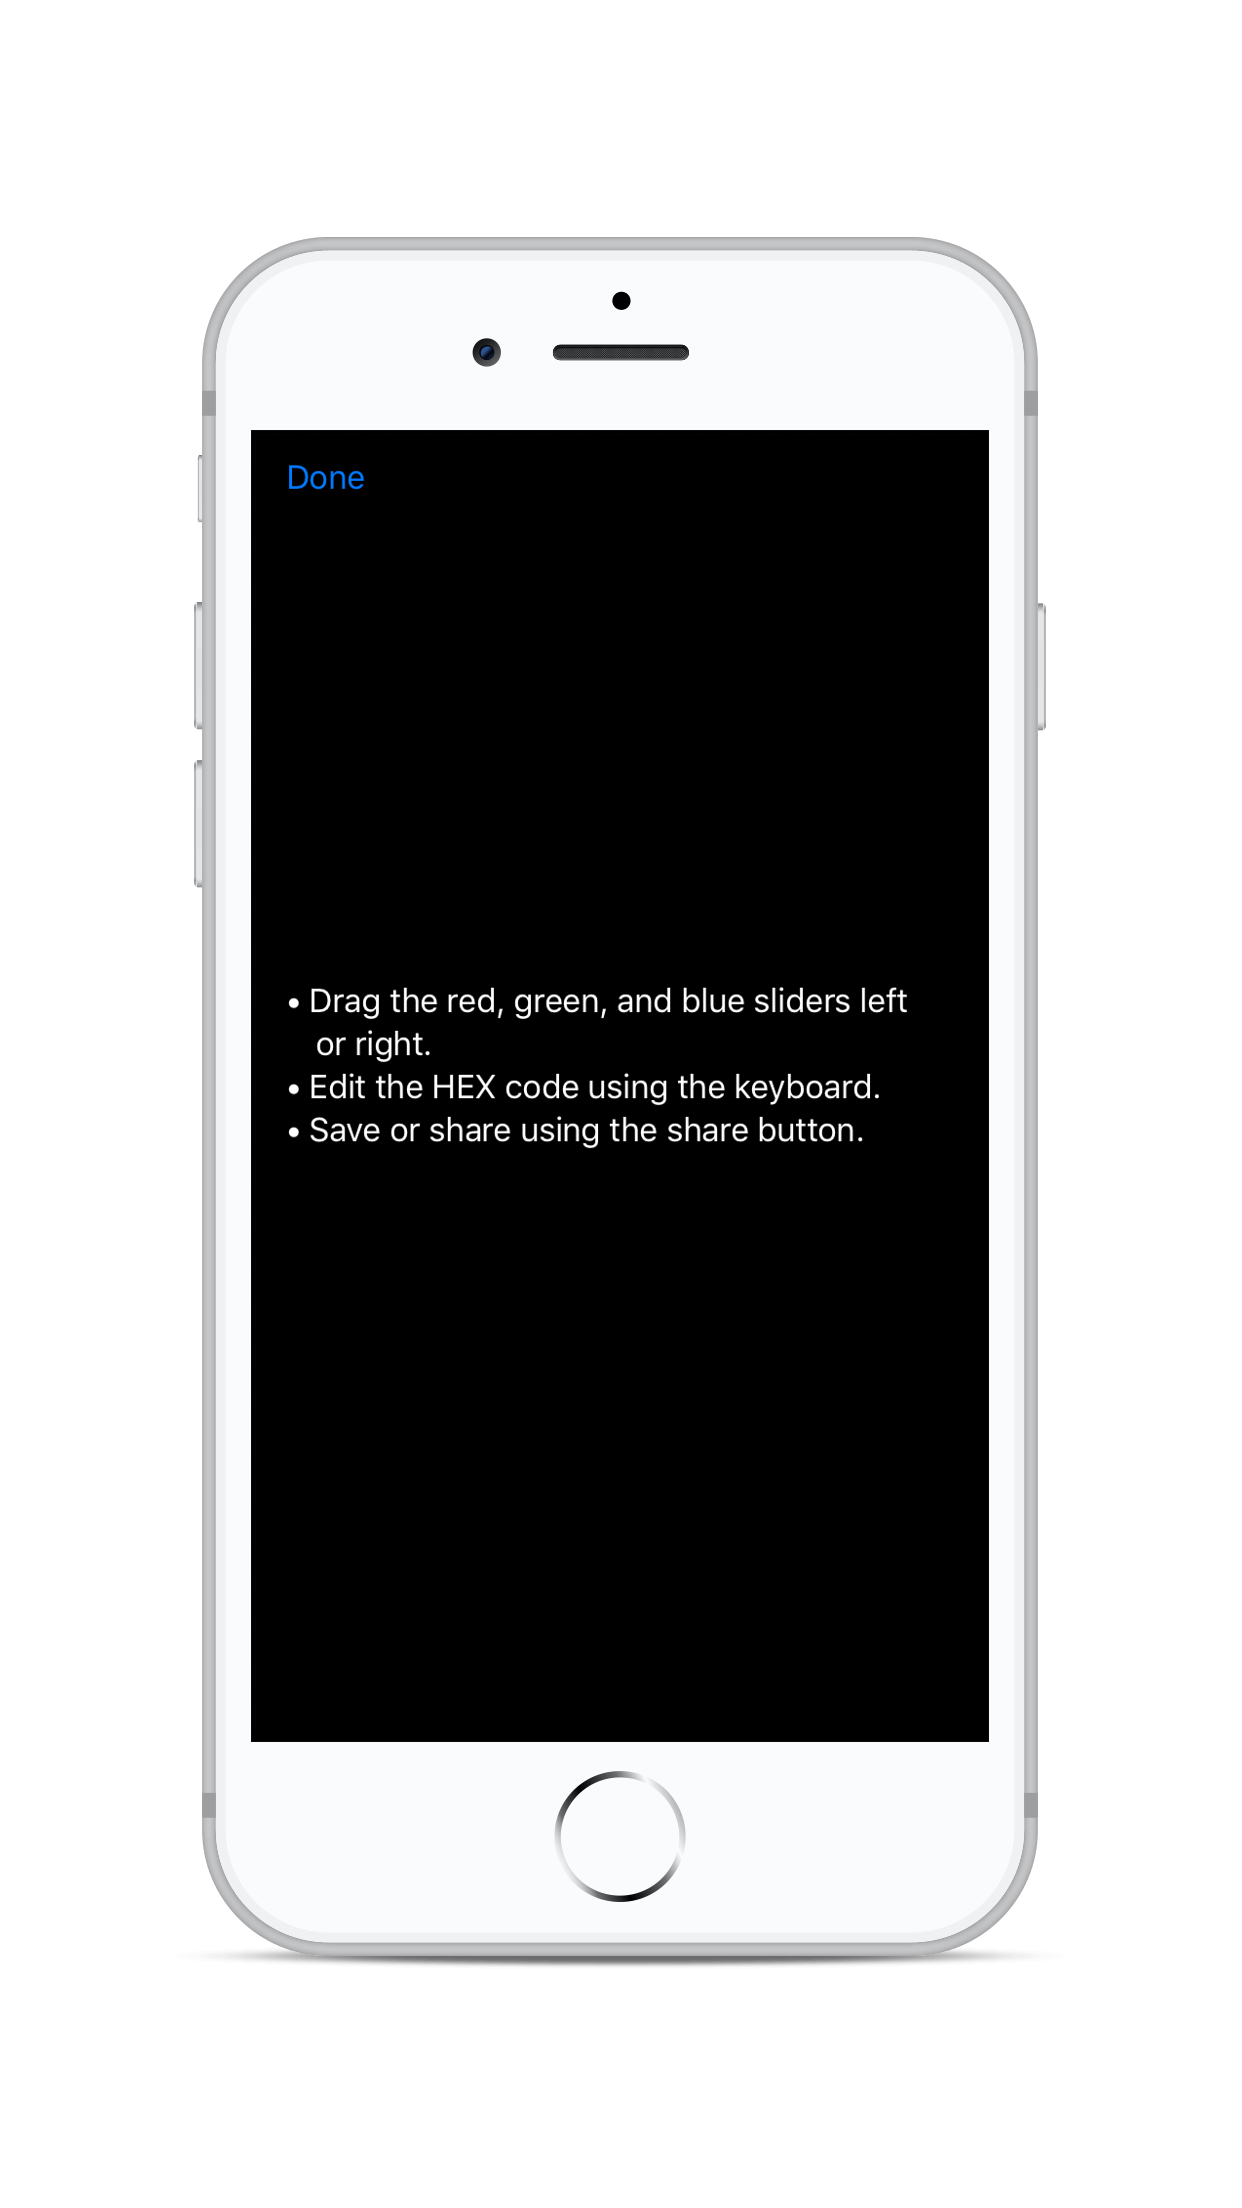 Done
• Drag the red, green, and blue sliders left
or right.
• Edit the HEX code using the keyboard.
• Save or share using the share button.